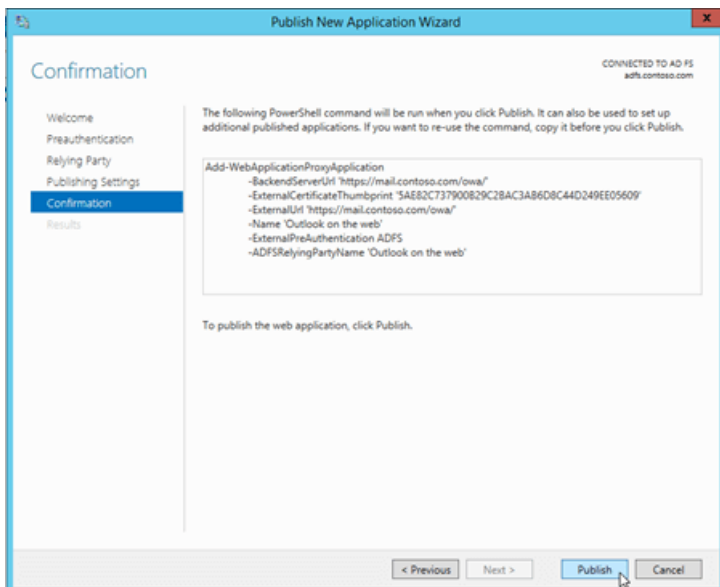 Publish New Application Wizard
x
Confirmation
CONNECTED TO AD FS
adfs.contoso.com
Welcome
Preauthentication
Relying Party
Publishing Settings
Confirmation
Results
The following PowerShell command will be run when you click Publish. It can also be used to set up
additional published applications. If you want to re-use the command, copy it before you click Publish.
Add-WebApplicationProxyApplication
-BackendServerUrl 'https://mail.contoso.com/owa/'
-ExternalCertificateThumbprint '5AE82C737900B29C2BAC3AB6D8C44D249EE05609'
-ExternalUrl 'https://mail.contoso.com/owa/'
-Name 'Outlook on the web'
-ExternalPreAuthentication ADFS
-ADFSRelyingPartyName 'Outlook on the web'
To publish the web application, click Publish.
< Previous
Next >
Publish
Cancel